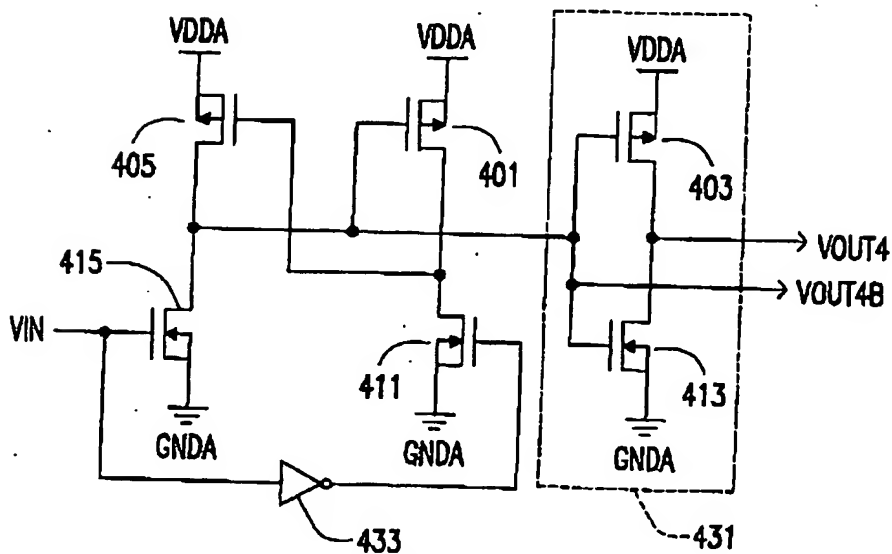 VDDA
VDDA
VDDA
405
401
403
415
VOUT4
VOUT4B
VIN
411
413
GNDA
GNDA
GNDA
433
431